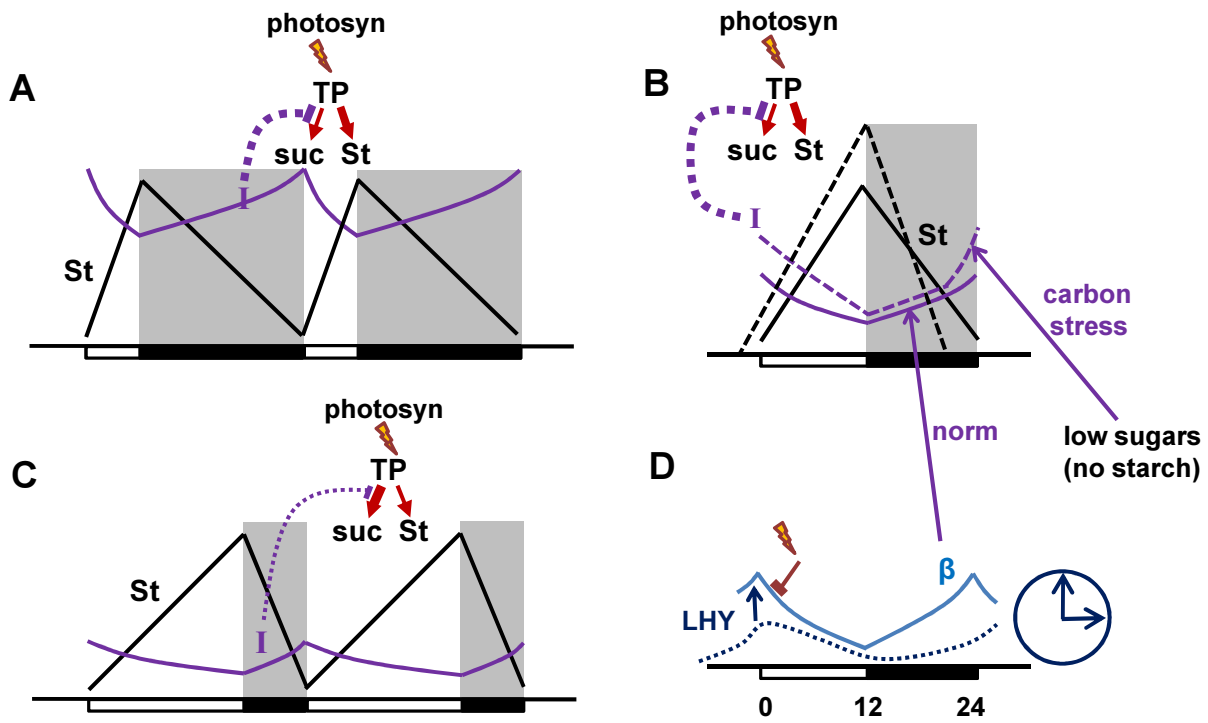 A
photosyn
TP
suc St
I
St
B
photosyn
TP
suc St
I
St
carbon
stress
norm
low sugars
(no starch)
C
photosyn
TP
suc St
I
St
D
β
LHY
0 12 24